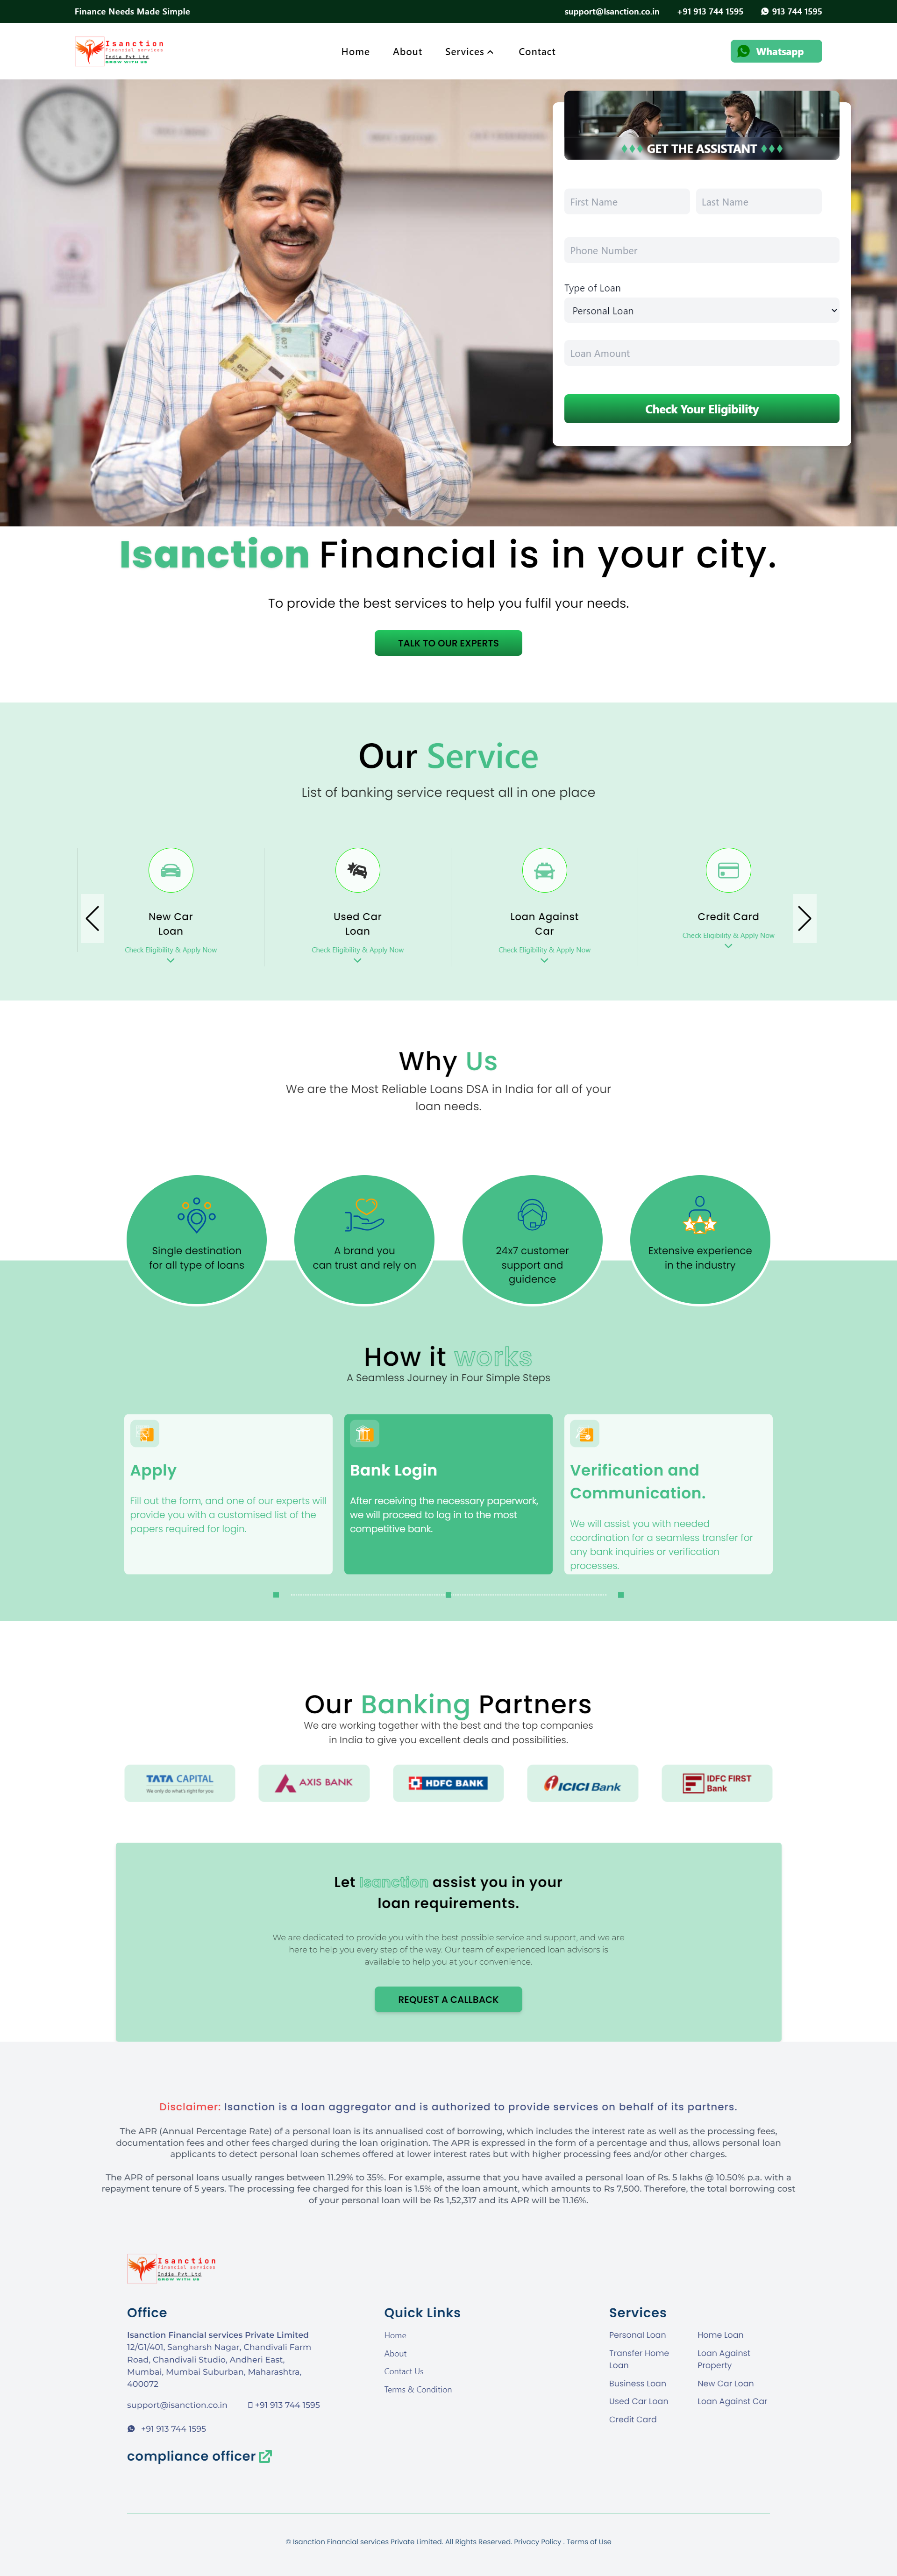 Finance Needs Made Simple
support@Isanction.co.in
+91 913 744 1595
913 744 1595
Isanction
Financial services
India Pvt Ltd
GROW WITH US
Home
About
Services
Contact
Whatsapp
GET THE ASSISTANT
First Name
Last Name
Phone Number
Type of Loan
Personal Loan
Loan Amount
Check Your Eligibility
Isanction Financial is in your city.
To provide the best services to help you fulfil your needs.
TALK TO OUR EXPERTS
Our Service
List of banking service request all in one place
New Car
Loan
Check Eligibility & Apply Now
Used Car
Loan
Check Eligibility & Apply Now
Loan Against
Car
Check Eligibility & Apply Now
Credit Card
Check Eligibility & Apply Now
Why Us
We are the Most Reliable Loans DSA in India for all of your
loan needs.
Single destination
for all type of loans
A brand you
can trust and rely on
24x7 customer
support and
guidence
Extensive experience
in the industry
How it works
A Seamless Journey in Four Simple Steps
Apply
Fill out the form, and one of our experts will
provide you with a customised list of the
papers required for login.
Bank Login
After receiving the necessary paperwork,
we will proceed to log in to the most
competitive bank.
Verification and
Communication.
We will assist you with needed
coordination for a seamless transfer for
any bank inquiries or verification
processes.
Our Banking Partners
We are working together with the best and the top companies
in India to give you excellent deals and possibilities.
TATA CAPITAL
We only do what's right for you
AXIS BANK
HDFC BANK
ICICI Bank
IDFC FIRST
Bank
Let Isanction assist you in your
loan requirements.
We are dedicated to provide you with the best possible service and support, and we are
here to help you every step of the way. Our team of experienced loan advisors is
available to help you at your convenience.
REQUEST A CALLBACK
Disclaimer: Isanction is a loan aggregator and is authorized to provide services on behalf of its partners.
The APR (Annual Percentage Rate) of a personal loan is its annualised cost of borrowing, which includes the interest rate as well as the processing fees,
documentation fees and other fees charged during the loan origination. The APR is expressed in the form of a percentage and thus, allows personal loan
applicants to detect personal loan schemes offered at lower interest rates but with higher processing fees and/or other charges.
The APR of personal loans usually ranges between 11.29% to 35%. For example, assume that you have availed a personal loan of Rs. 5 lakhs @ 10.50% p.a. with a
repayment tenure of 5 years. The processing fee charged for this loan is 1.5% of the loan amount, which amounts to Rs 7,500. Therefore, the total borrowing cost
of your personal loan will be Rs 1,52,317 and its APR will be 11.16%.
Isanction
Financial services
India Pvt Ltd
GROW WITH US
Office
Isanction Financial services Private Limited
12/G1/401, Sangharsh Nagar, Chandivali Farm
Road, Chandivali Studio, Andheri East,
Mumbai, Mumbai Suburban, Maharashtra,
400072
support@isanction.co.in
+91 913 744 1595
+91 913 744 1595
compliance officer
Quick Links
Home
About
Contact Us
Terms & Condition
Services
Personal Loan
Home Loan
Transfer Home
Loan
Loan Against
Property
Business Loan
New Car Loan
Used Car Loan
Loan Against Car
Credit Card
© Isanction Financial services Private Limited. All Rights Reserved. Privacy Policy . Terms of Use